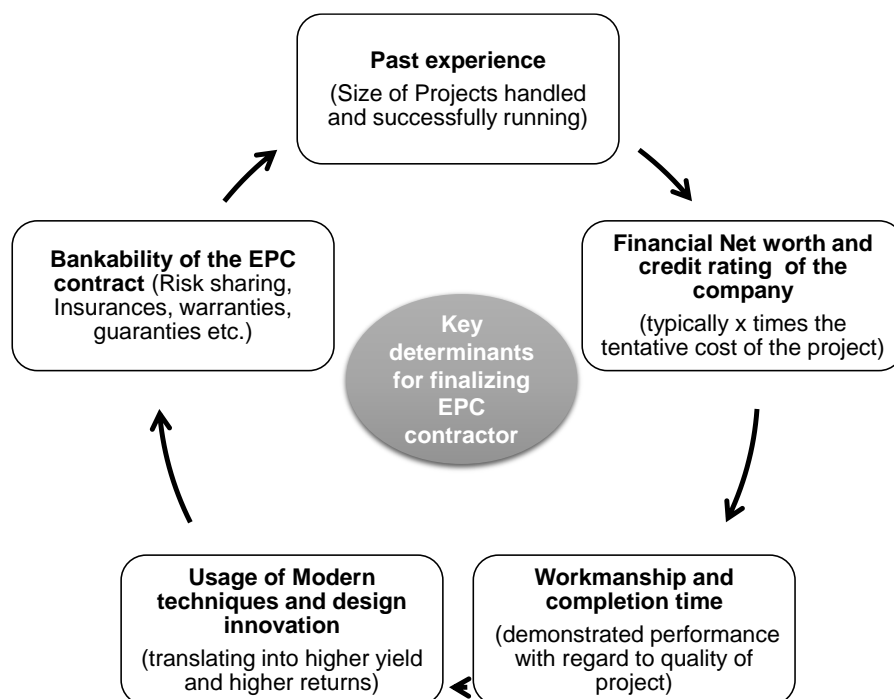 Past experience
(Size of Projects handled
and successfully running)
Financial Net worth and
credit rating of the
company
(typically x times the
tentative cost of the project)
Workmanship and
completion time
(demonstrated performance
with regard to quality of
project)
Usage of Modern
techniques and design
innovation
(translating into higher yield
and higher returns)
Bankability of the EPC
contract (Risk sharing,
Insurances, warranties,
guaranties etc.)
Key
determinants
for finalizing
EPC
contractor